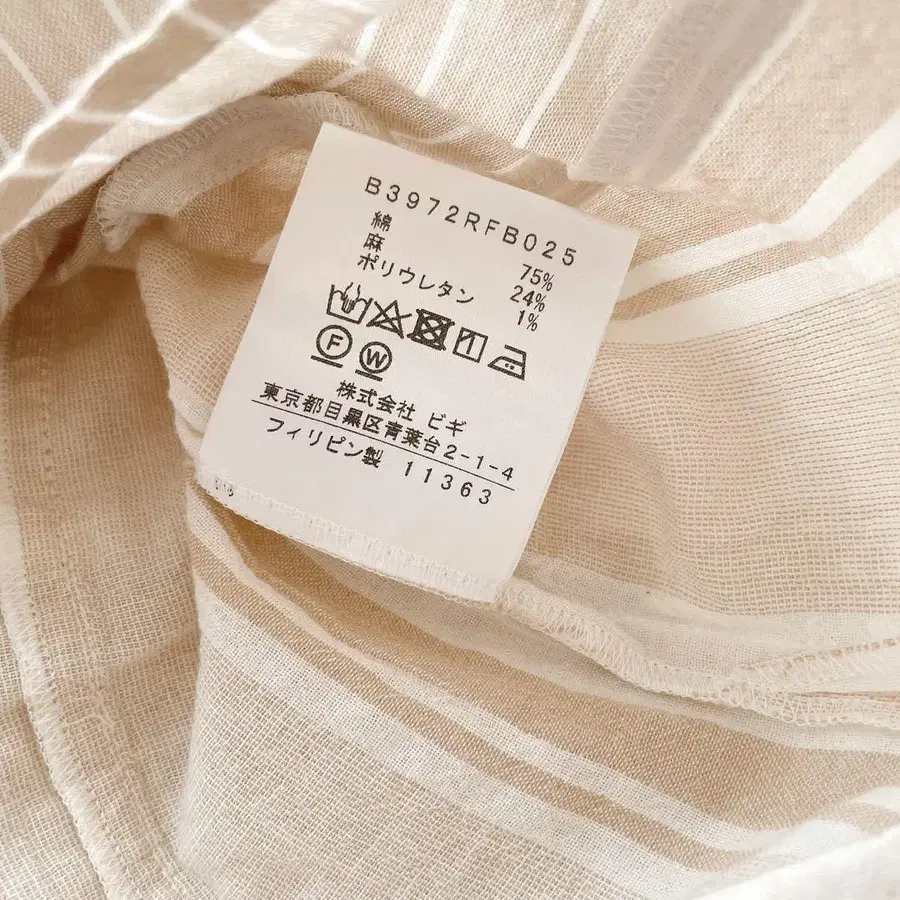 B3972RFB025
綿 75%
麻 24%
ポリウレタン 1%
F W
株式会社 ビギ
東京都目黒区青葉台2-1-4
フィリピン製 11363